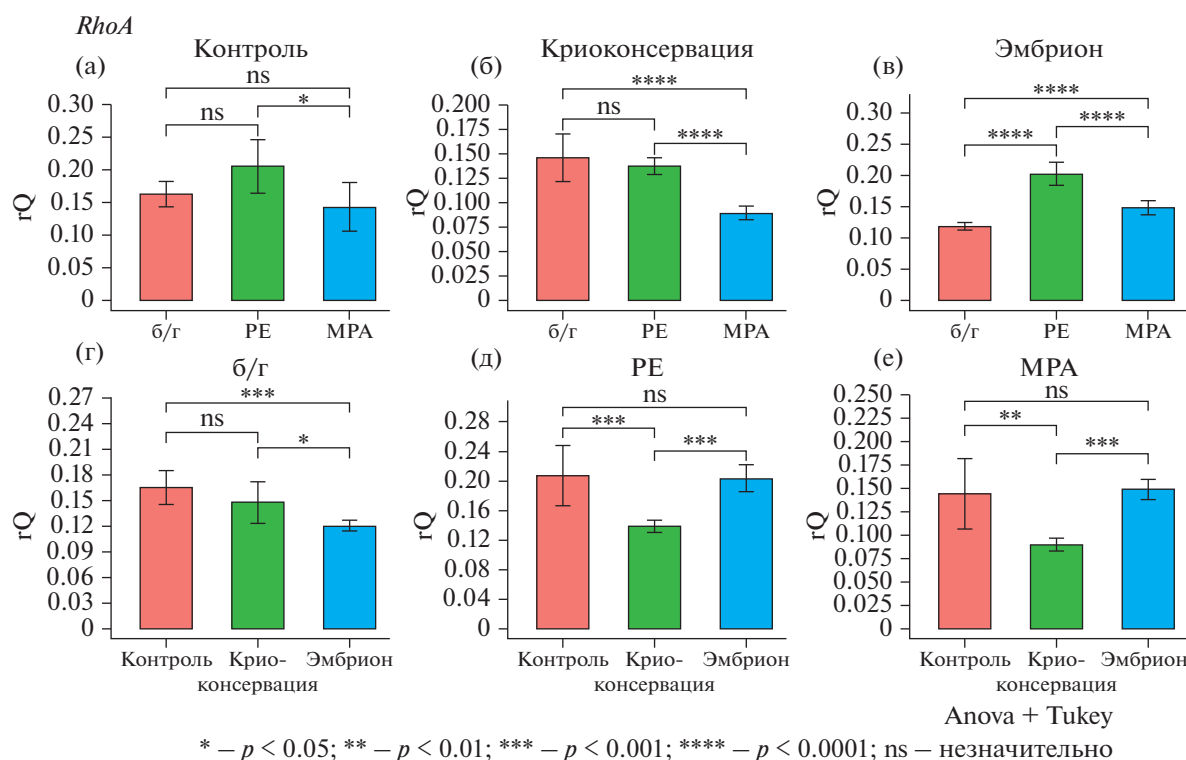 RhoA
Контроль
Криоконсервация
Эмбрион
(а)
ns
ns
*
0.30
0.25
0.20
0.15
0.10
0.05
0
rQ
б/г
PE
MPA
(б)
****
ns
****
0.200
0.175
0.150
0.125
0.100
0.075
0.050
0.025
0
rQ
б/г
PE
MPA
(в)
****
****
****
0.30
0.25
0.20
0.15
0.10
0.05
0
rQ
б/г
PE
MPA
(г)
б/г
***
ns
*
0.27
0.24
0.21
0.18
0.15
0.12
0.09
0.06
0.03
0
rQ
Контроль
Крио-
консервация
Эмбрион
(д)
PE
ns
***
***
0.28
0.24
0.20
0.16
0.12
0.08
0.04
0
rQ
Контроль
Крио-
консервация
Эмбрион
(е)
MPA
ns
**
***
0.250
0.225
0.200
0.175
0.150
0.125
0.100
0.075
0.050
0.025
0
rQ
Контроль
Крио-
консервация
Эмбрион
Anova + Tukey
* – p < 0.05; ** – p < 0.01; *** – p < 0.001; **** – p < 0.0001; ns – незначительно